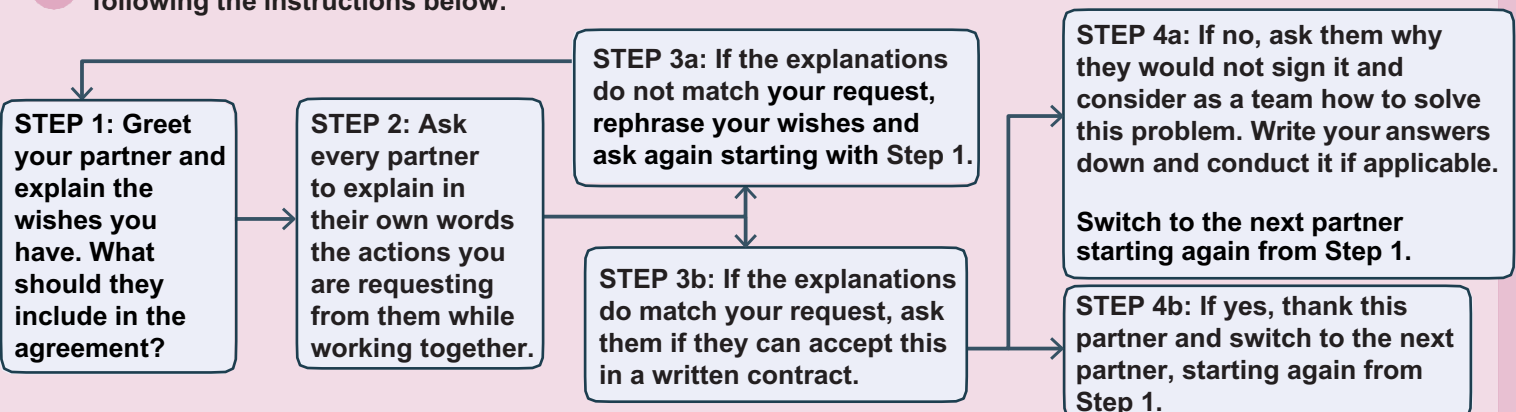 following the instructions below.
STEP 1: Greet
your partner and
explain the
wishes you
have. What
should they
include in the
agreement?
STEP 2: Ask
every partner
to explain in
their own words
the actions you
are requesting
from them while
working together.
STEP 3a: If the explanations
do not match your request,
rephrase your wishes and
ask again starting with Step 1.
STEP 3b: If the explanations
do match your request, ask
them if they can accept this
in a written contract.
STEP 4a: If no, ask them why
they would not sign it and
consider as a team how to solve
this problem. Write your answers
down and conduct it if applicable.
Switch to the next partner
starting again from Step 1.
STEP 4b: If yes, thank this
partner and switch to the next
partner, starting again from
Step 1.